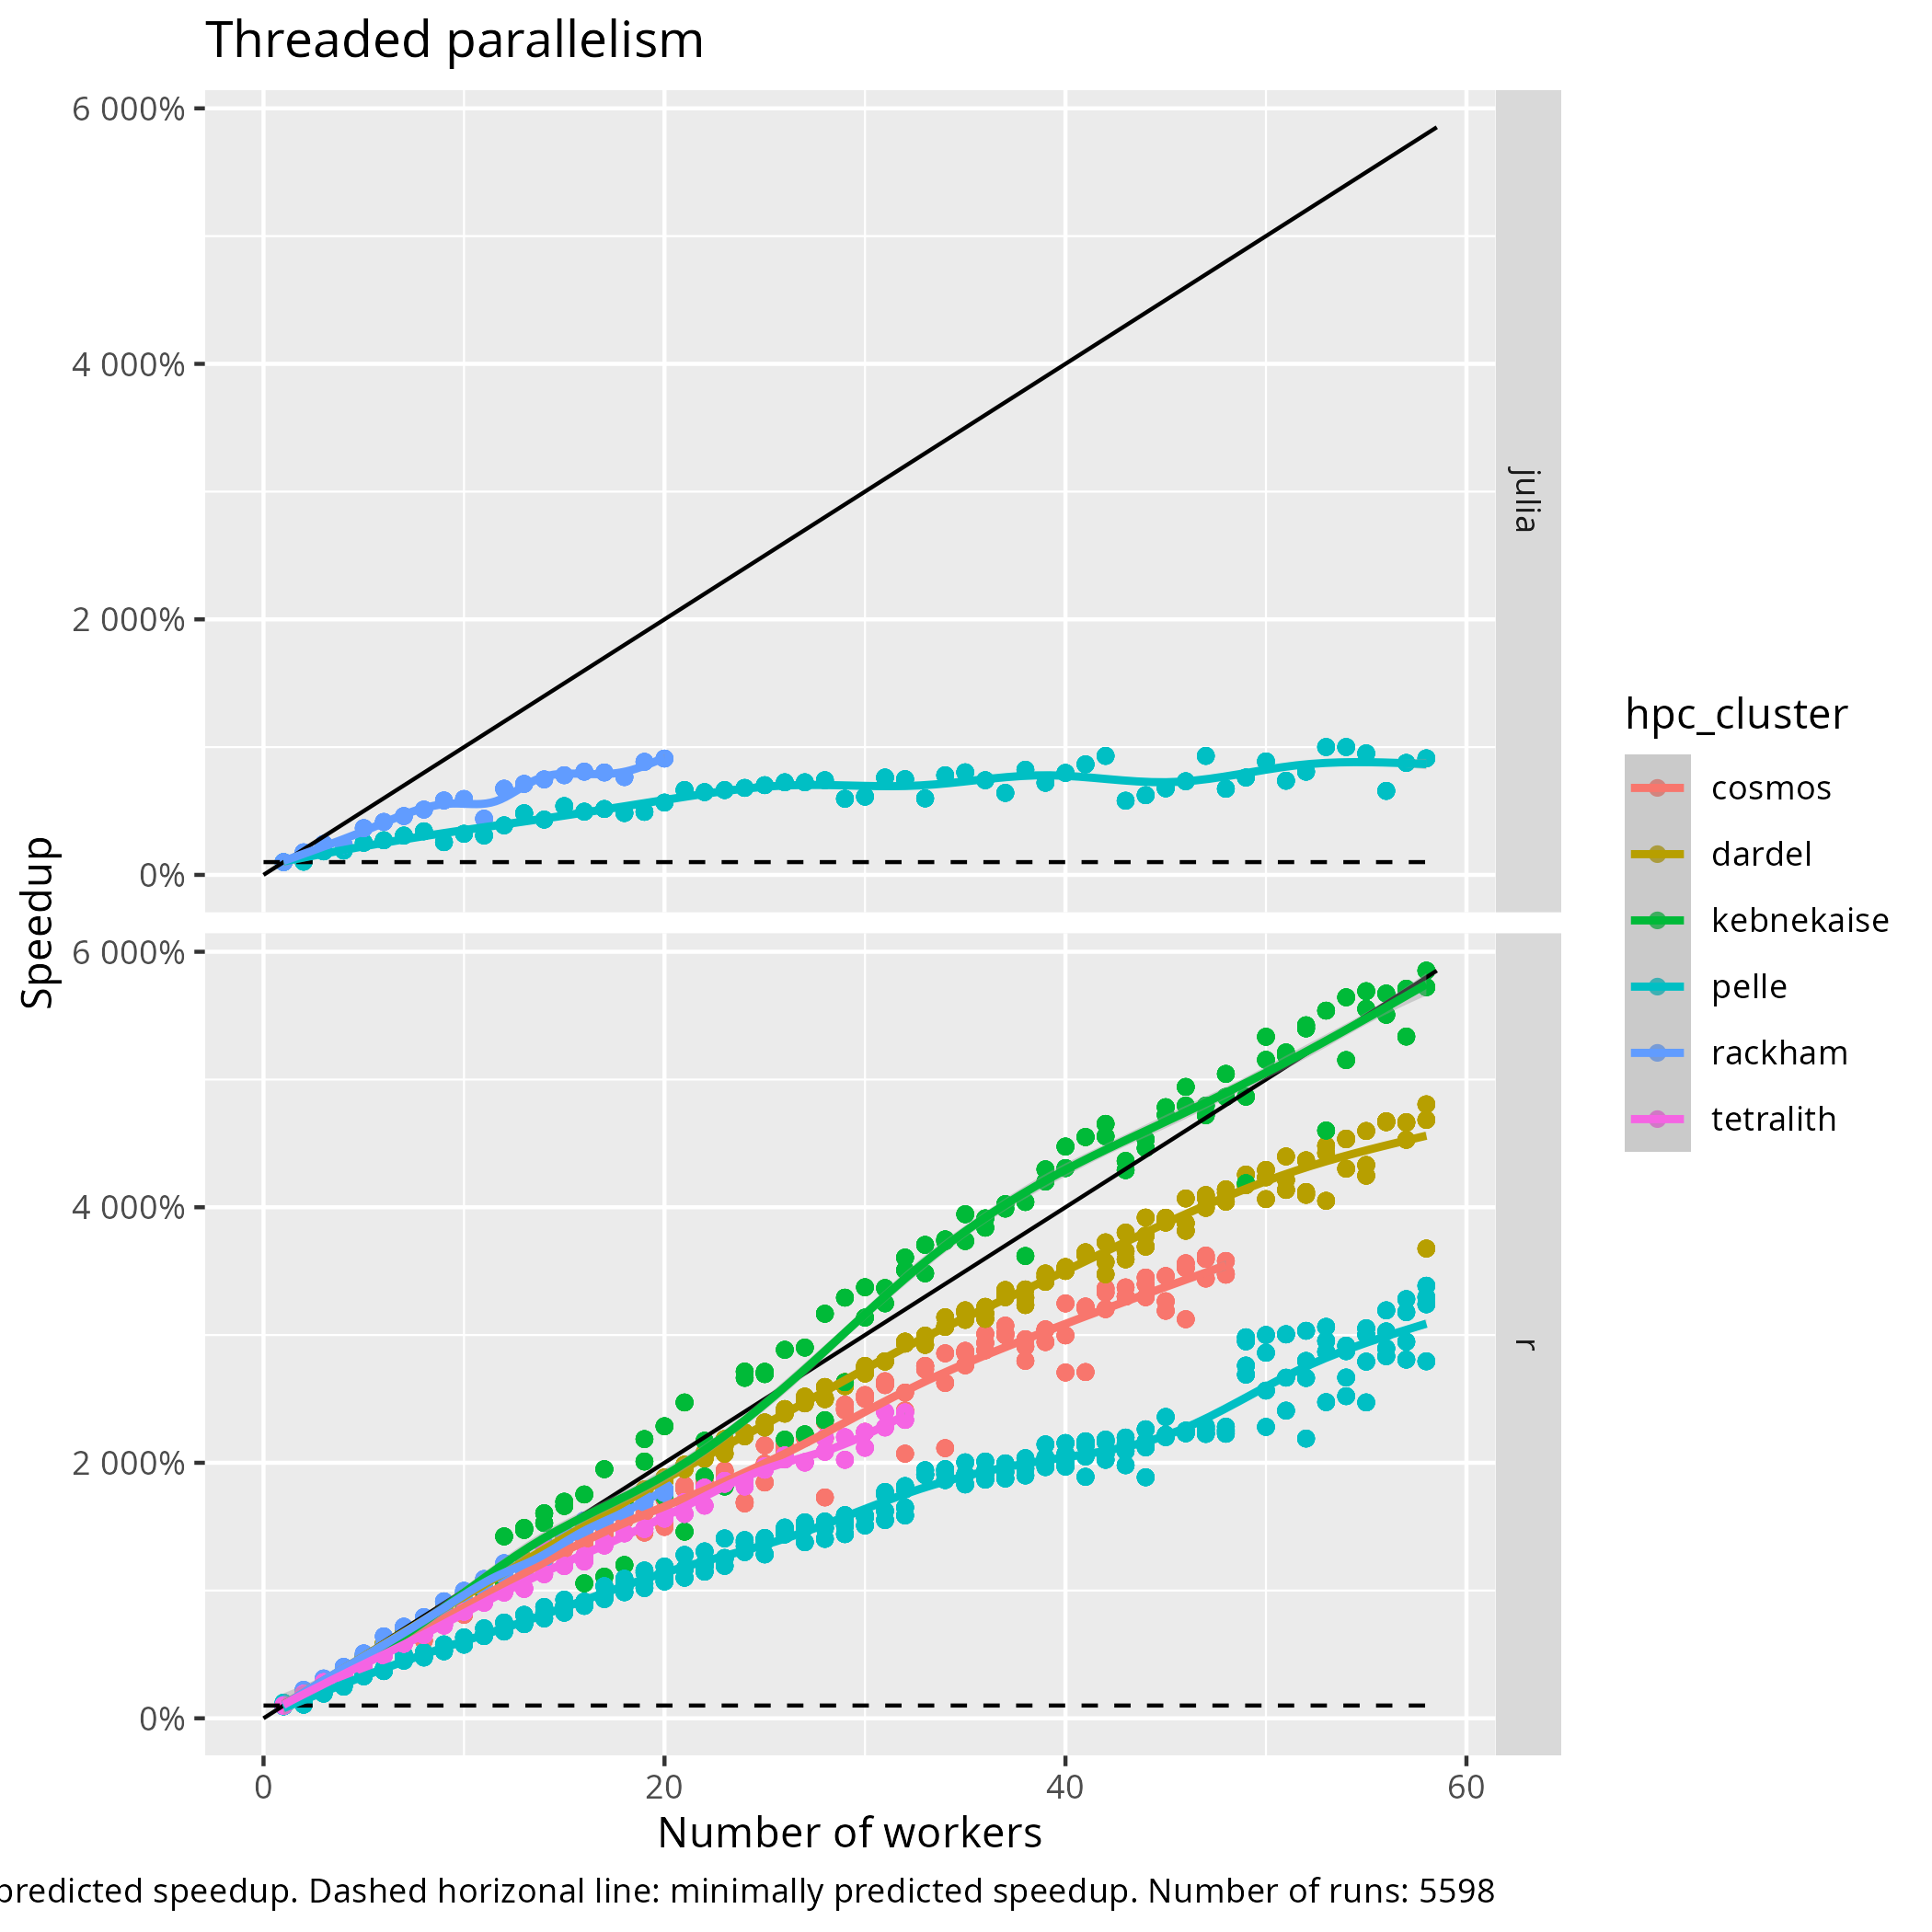 Threaded parallelism
6 000%
4 000%
2 000%
0%
julia
6 000%
4 000%
2 000%
0%
r
0
20
40
60
Number of workers
Speedup
hpc_cluster
cosmos
dardel
kebnekaise
pelle
rackham
tetralith
predicted speedup. Dashed horizonal line: minimally predicted speedup. Number of runs: 5598